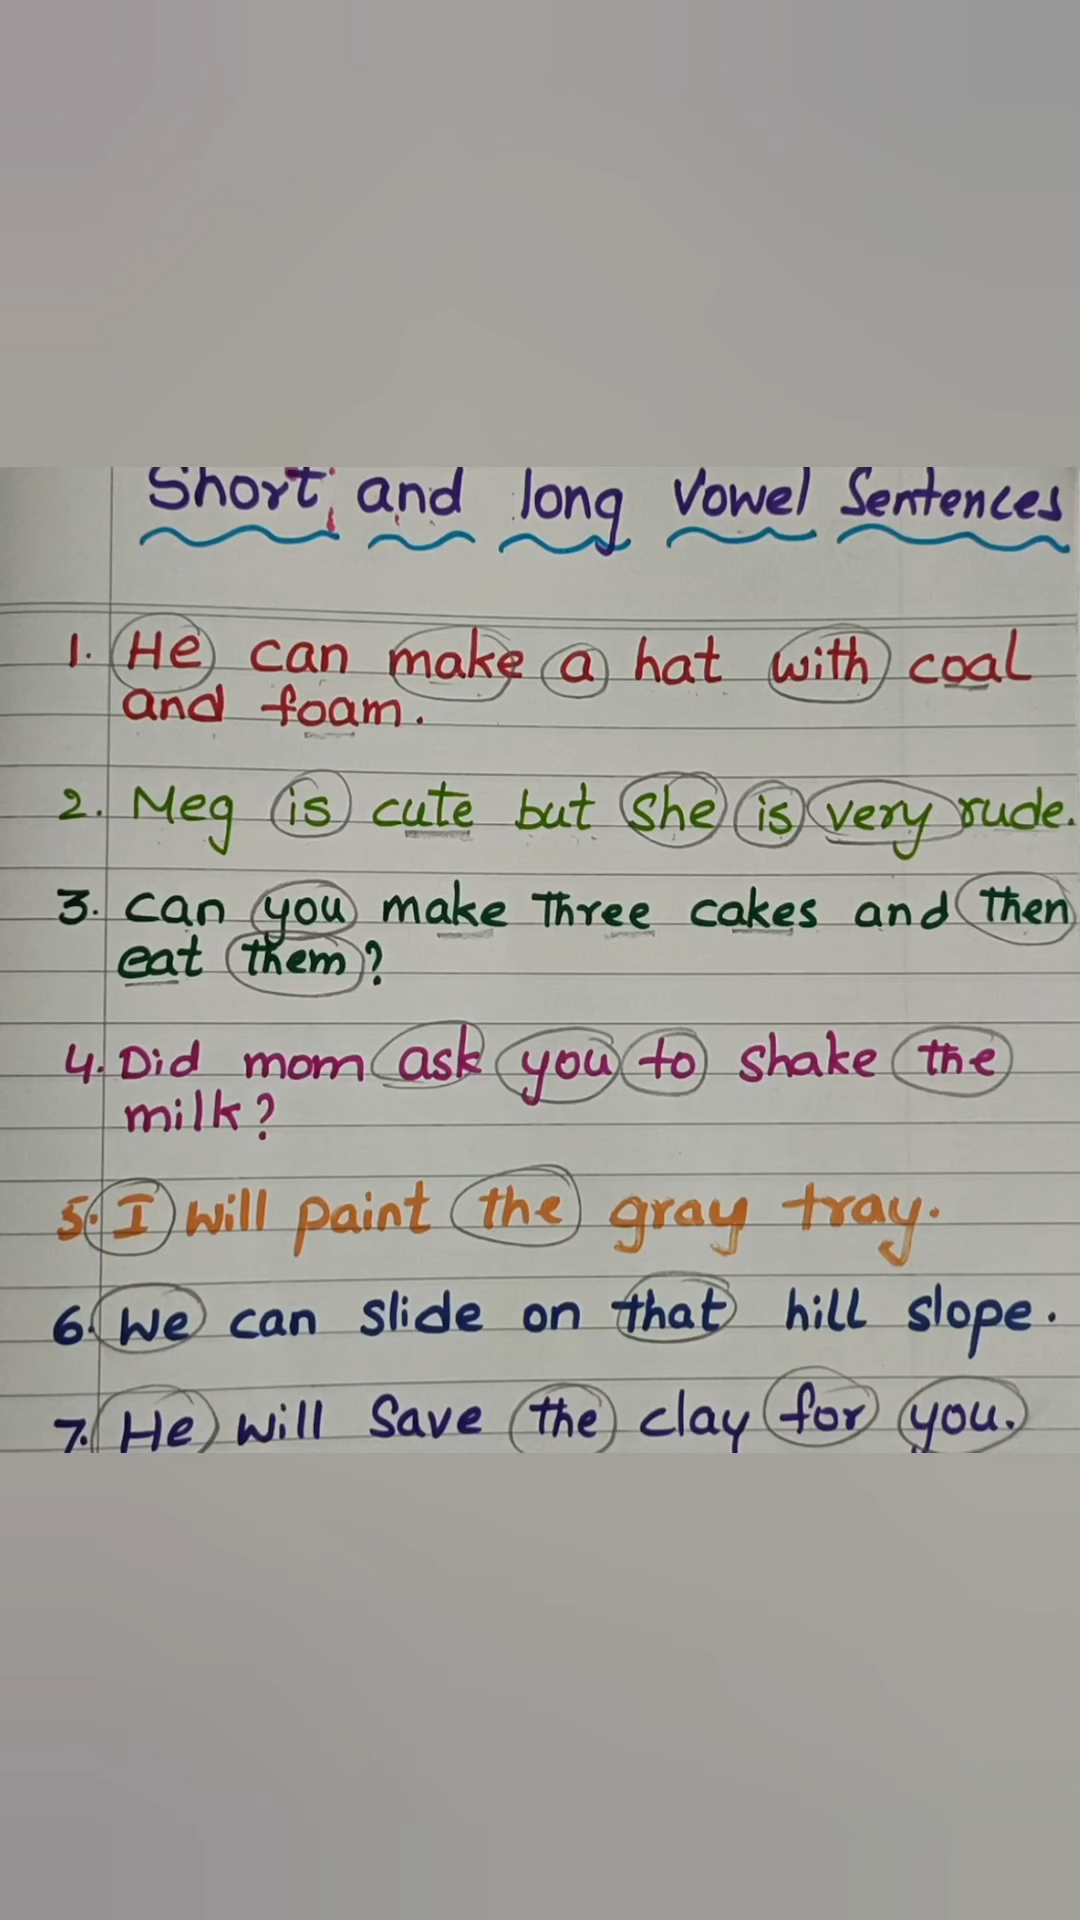 Short and long Vowel Sentences
1. He can make a hat with coal
and foam.
2. Meg is cute but she is very rude.
3. Can you make three cakes and then
eat them?
4. Did mom ask you to shake the
milk?
5. I will paint the gray tray.
6. We can slide on that hill slope.
7. He will save the clay for you.